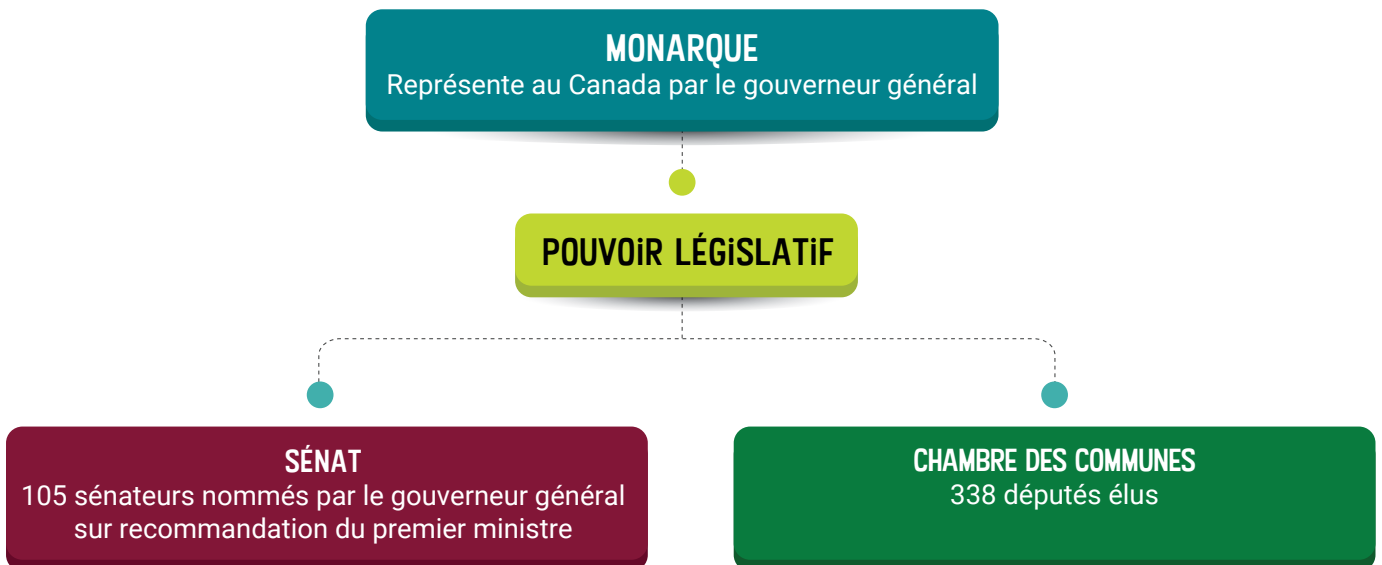 MONARQUE
Représente au Canada par le gouverneur général
POUVOIR LÉGISLATIF
SÉNAT
105 sénateurs nommés par le gouverneur général
sur recommandation du premier ministre
CHAMBRE DES COMMUNES
338 députés élus